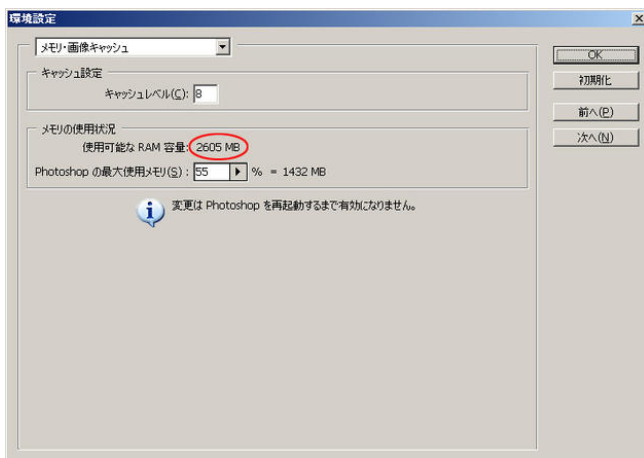 環境設定
メモリ・画像キャッシュ
OK
キャッシュ設定
キャッシュレベル(C): 8
初期化
前へ(P)
メモリの使用状況
使用可能な RAM 容量: 2605 MB
次へ(N)
Photoshop の最大使用メモリ(S) : 55 % = 1432 MB
変更は Photoshop を再起動するまで有効になりません。